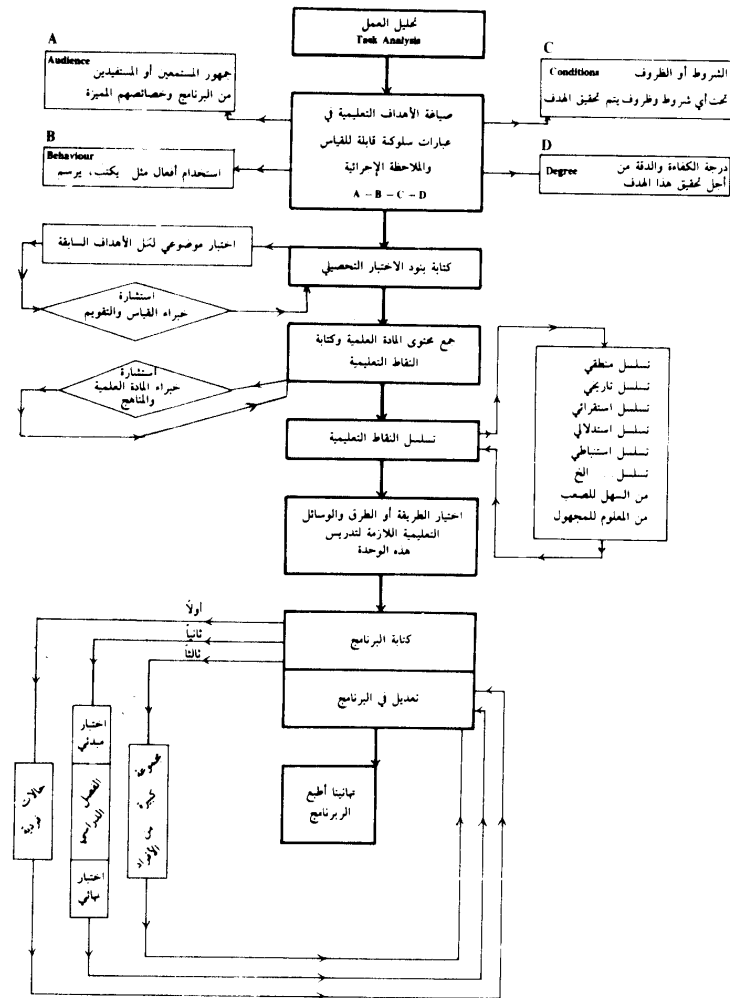 تحليل العمل
Task Analysis
A
Audience
جمهور المستمعين أو المستفيدين
من البرنامج وخصائصهم المميزة
C
الشروط أو الظروف Conditions
تحت أي شروط وظروف يتم تحقيق الهدف
صياغة الأهداف التعليمية في
عبارات سلوكية قابلة للقياس
والملاحظة الإجرائية
A - B - C - D
B
Behaviour
استخدام أفعال مثل يكتب، يرسم
D
درجة الكفاءة والدقة من
Degree
أجل تحقيق هذا الهدف
اختبار موضوعي لكل الأهداف السابقة
كتابة بنود الاختبار التحصيلي
استشارة
خبراء القياس والتقويم
جمع محتوى المادة العلمية وكتابة
النقاط التعليمية
استشارة
خبراء المادة العلمية
والمناهج
تسلسل النقاط التعليمية
تسلسل منطقي
تسلسل تاريخي
تسلسل استقرائي
تسلسل استدلالي
تسلسل استنباطي
تسلسل .. الخ
من السهل للصعب
من المعلوم للمجهول
اختيار الطريقة أو الطرق والوسائل
التعليمية اللازمة لتدريس
هذه الوحدة
أولاً
ثانياً
ثالثاً
كتابة البرنامج
تعديل في البرنامج
حالات
فردية
اختبار
مبدئي
الفصل
اختبار
نهائي
مجموعة
كبيرة
من
الأفراد
تهانينا أطبع
البرنامج